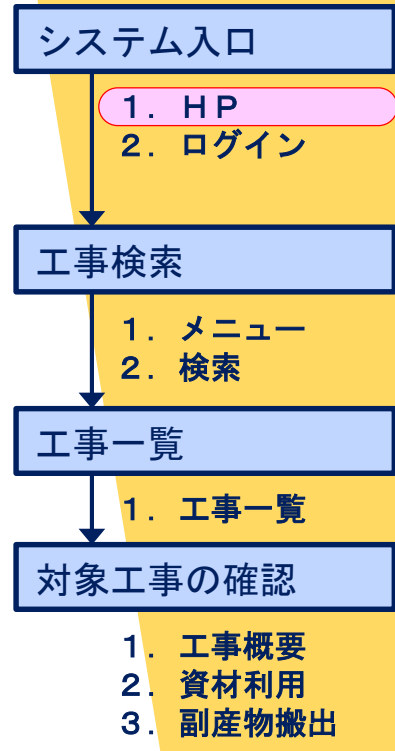 システム入口
１．ＨＰ
２．ログイン
工事検索
１．メニュー
２．検索
工事一覧
１．工事一覧
対象工事の確認
１．工事概要
２．資材利用
３．副産物搬出